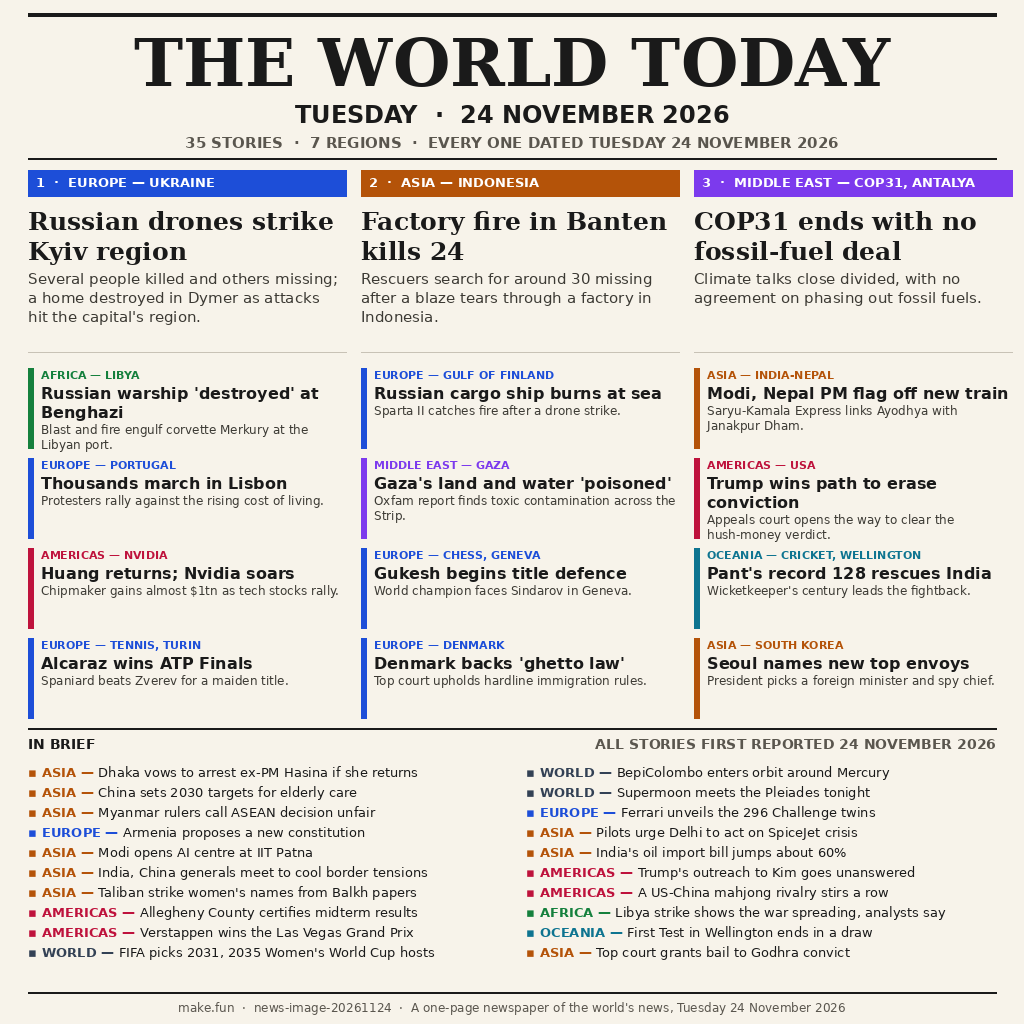 THE WORLD TODAY
TUESDAY · 24 NOVEMBER 2026
35 STORIES · 7 REGIONS · EVERY ONE DATED TUESDAY 24 NOVEMBER 2026
1 · EUROPE — UKRAINE
Russian drones strike
Kyiv region
Several people killed and others missing;
a home destroyed in Dymer as attacks
hit the capital's region.
2 · ASIA — INDONESIA
Factory fire in Banten
kills 24
Rescuers search for around 30 missing
after a blaze tears through a factory in
Indonesia.
3 · MIDDLE EAST — COP31, ANTALYA
COP31 ends with no
fossil-fuel deal
Climate talks close divided, with no
agreement on phasing out fossil fuels.
AFRICA — LIBYA
Russian warship 'destroyed' at
Benghazi
Blast and fire engulf corvette Merkury at the
Libyan port.
EUROPE — GULF OF FINLAND
Russian cargo ship burns at sea
Sparta II catches fire after a drone strike.
ASIA — INDIA-NEPAL
Modi, Nepal PM flag off new train
Saryu-Kamala Express links Ayodhya with
Janakpur Dham.
EUROPE — PORTUGAL
Thousands march in Lisbon
Protesters rally against the rising cost of living.
MIDDLE EAST — GAZA
Gaza's land and water 'poisoned'
Oxfam report finds toxic contamination across the
Strip.
AMERICAS — USA
Trump wins path to erase
conviction
Appeals court opens the way to clear the
hush-money verdict.
AMERICAS — NVIDIA
Huang returns; Nvidia soars
Chipmaker gains almost $1tn as tech stocks rally.
EUROPE — CHESS, GENEVA
Gukesh begins title defence
World champion faces Sindarov in Geneva.
OCEANIA — CRICKET, WELLINGTON
Pant's record 128 rescues India
Wicketkeeper's century leads the fightback.
EUROPE — TENNIS, TURIN
Alcaraz wins ATP Finals
Spaniard beats Zverev for a maiden title.
EUROPE — DENMARK
Denmark backs 'ghetto law'
Top court upholds hardline immigration rules.
ASIA — SOUTH KOREA
Seoul names new top envoys
President picks a foreign minister and spy chief.
IN BRIEF
ALL STORIES FIRST REPORTED 24 NOVEMBER 2026
▪ ASIA — Dhaka vows to arrest ex-PM Hasina if she returns
▪ ASIA — China sets 2030 targets for elderly care
▪ ASIA — Myanmar rulers call ASEAN decision unfair
▪ EUROPE — Armenia proposes a new constitution
▪ ASIA — Modi opens AI centre at IIT Patna
▪ ASIA — India, China generals meet to cool border tensions
▪ ASIA — Taliban strike women's names from Balkh papers
▪ AMERICAS — Allegheny County certifies midterm results
▪ AMERICAS — Verstappen wins the Las Vegas Grand Prix
▪ WORLD — FIFA picks 2031, 2035 Women's World Cup hosts
▪ WORLD — BepiColombo enters orbit around Mercury
▪ WORLD — Supermoon meets the Pleiades tonight
▪ EUROPE — Ferrari unveils the 296 Challenge twins
▪ ASIA — Pilots urge Delhi to act on SpiceJet crisis
▪ ASIA — India's oil import bill jumps about 60%
▪ AMERICAS — Trump's outreach to Kim goes unanswered
▪ AMERICAS — A US-China mahjong rivalry stirs a row
▪ AFRICA — Libya strike shows the war spreading, analysts say
▪ OCEANIA — First Test in Wellington ends in a draw
▪ ASIA — Top court grants bail to Godhra convict
make.fun · news-image-20261124 · A one-page newspaper of the world's news, Tuesday 24 November 2026